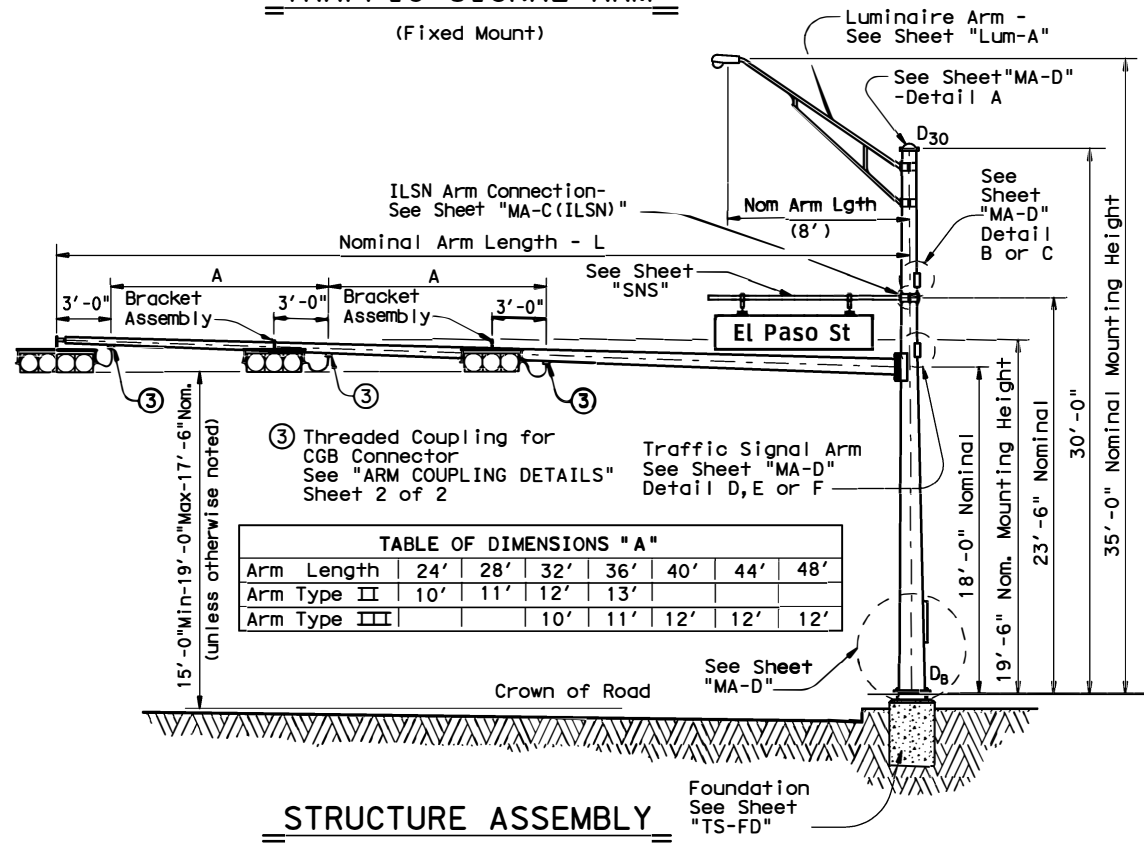 (Fixed Mount)
Luminaire Arm -
See Sheet "Lum-A"
See Sheet"MA-D"
-Detail A
D30
ILSN Arm Connection-
See Sheet "MA-C(ILSN)"
Nom Arm Lgth
(8')
See
Sheet
"MA-D"
Detail
B or C
Nominal Arm Length - L
A
A
See Sheet
"SNS"
3'-0"
Bracket
Assembly
3'-0"
Bracket
Assembly
3'-0"
El Paso St
3
3
3
3 Threaded Coupling for
CGB Connector
See "ARM COUPLING DETAILS"
Sheet 2 of 2
Traffic Signal Arm
See Sheet "MA-D"
Detail D,E or F
15'-0"Min-19'-0"Max-17'-6"Nom.
(unless otherwise noted)
18'-0" Nominal
19'-6" Nom. Mounting Height
23'-6" Nominal
30'-0"
35'-0" Nominal Mounting Height
TABLE OF DIMENSIONS "A"
Arm Length 24' 28' 32' 36' 40' 44' 48'
Arm Type II 10' 11' 12' 13'
Arm Type III 10' 11' 12' 12' 12'
See Sheet
"MA-D"
DB
Crown of Road
Foundation
See Sheet
"TS-FD"
STRUCTURE ASSEMBLY